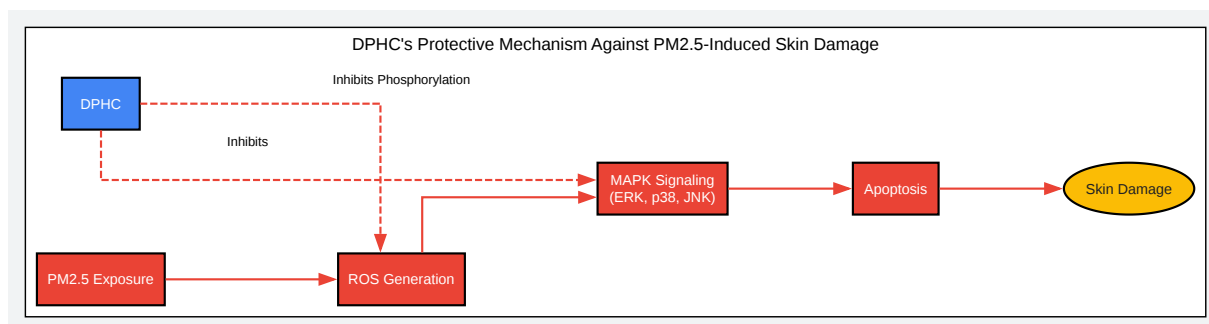 DPHC's Protective Mechanism Against PM2.5-Induced Skin Damage
Inhibits Phosphorylation
DPHC
Inhibits
MAPK Signaling
(ERK, p38, JNK)
Apoptosis
Skin Damage
PM2.5 Exposure
ROS Generation